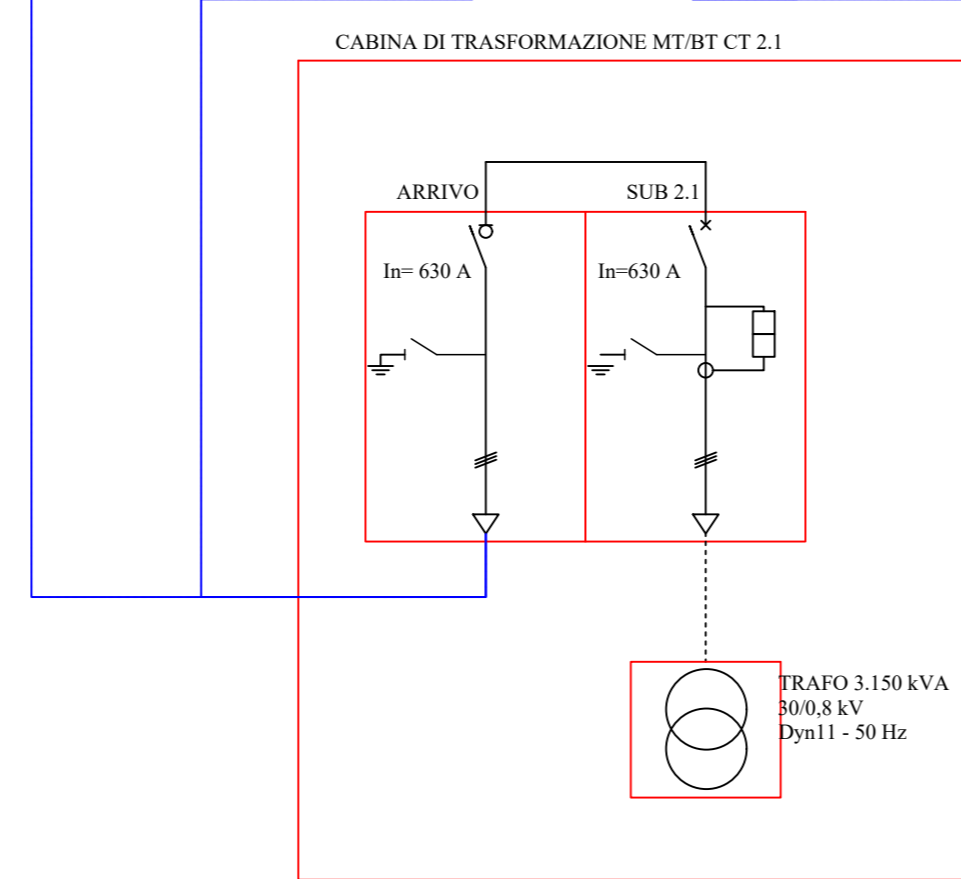 CABINA DI TRASFORMAZIONE MT/BT CT 2.1
ARRIVO
SUB 2.1
In= 630 A
In=630 A
TRAFO 3.150 kVA
30/0,8 kV
Dyn11 - 50 Hz